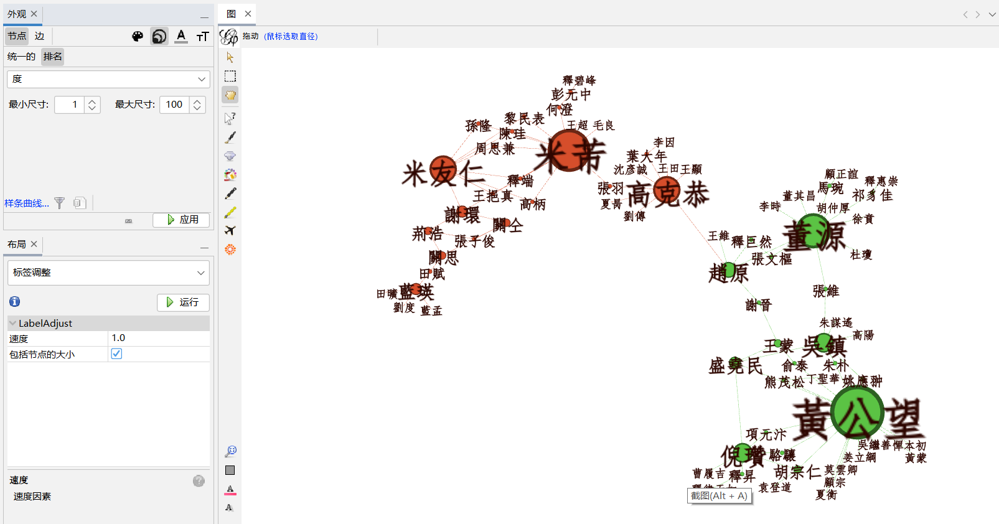 外观
节点 边
统一的 排名
度
最小尺寸: 1 最大尺寸: 100
样条曲线...
应用
布局
标签调整
运行
LabelAdjust
速度 1.0
包括节点的大小
速度
速度因素
图
拖动 (鼠标选取直径)
釋碧峰
彭元中
何澄
黎民表
孫隆
陳珪
王超 毛良
周思兼
米芾
米友仁
釋端
王挹真
高柄
謝環
關仝
荊浩
張子俊
關思
田賦
田曠
藍瑛
劉度
藍孟
李因
葉大年
沈彥誠
王田
王顯
張羽
高克恭
夏昺
劉傳
顧正誼
釋惠崇
馬琬
董其昌
祁豸佳
李時
胡仲厚
徐賁
董源
王維
釋巨然
張文樞
杜瓊
趙原
張維
謝晉
朱謀㙔
高陽
王蒙
吳鎮
盛堯民
俞泰
朱朴
熊茂松
丁聖華
姚應翀
黃公望
項元汴
吳繼善
惲本初
倪瓚
駱驤
姜立綱
黃蒙
曹履吉
釋昇
胡宗仁
莫雲卿
顧宗
袁登道
夏衡
截图(Alt + A)